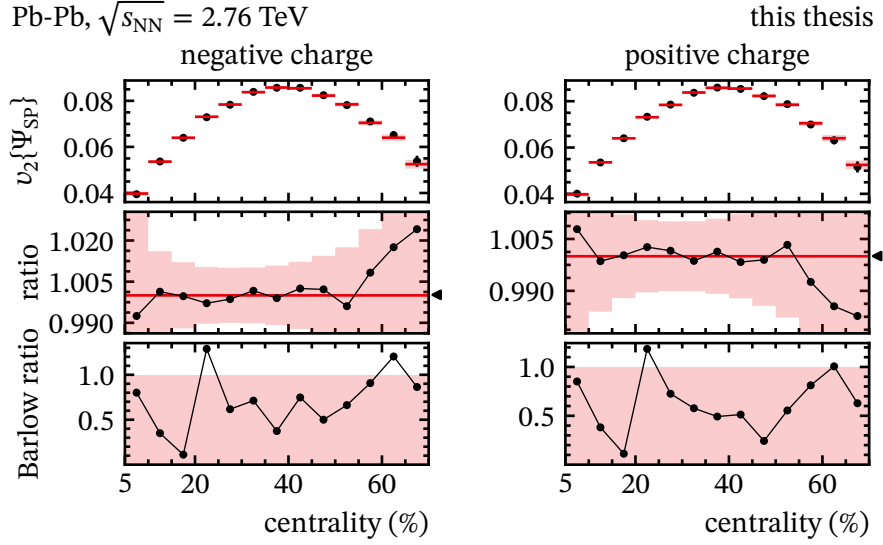 Pb-Pb, √s_NN = 2.76 TeV this thesis
negative charge positive charge
v₂{Ψ_SP}
0.08
0.06
0.04
0.08
0.06
0.04
ratio
1.020
1.005
0.990
1.005
0.990
Barlow ratio
1.0
0.5
1.0
0.5
5 20 40 60 5 20 40 60
centrality (%) centrality (%)